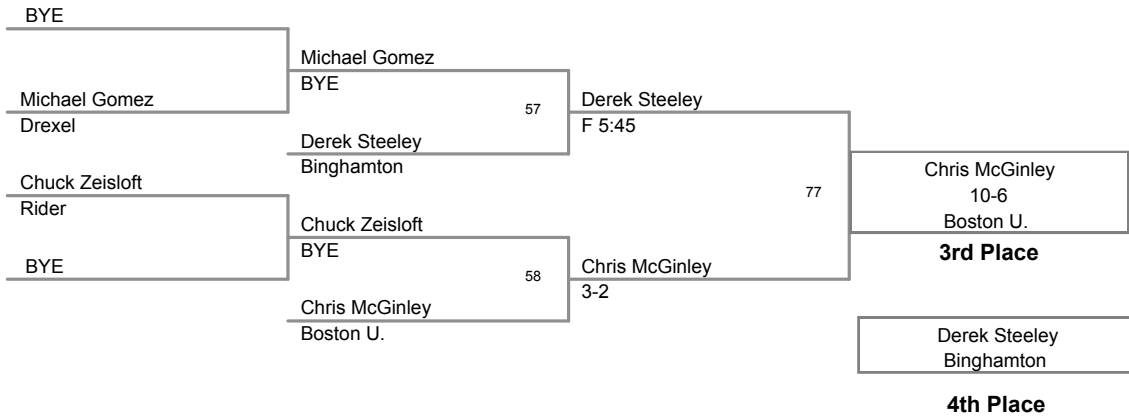 BYE
Michael Gomez
Drexel
Chuck Zeisloft
Rider
BYE
Michael Gomez
BYE
57
Derek Steeley
Binghamton
Chuck Zeisloft
BYE
58
Chris McGinley
Boston U.
Derek Steeley
F 5:45
77
Chris McGinley
3-2
Chris McGinley
10-6
Boston U.
3rd Place
Derek Steeley
Binghamton
4th Place